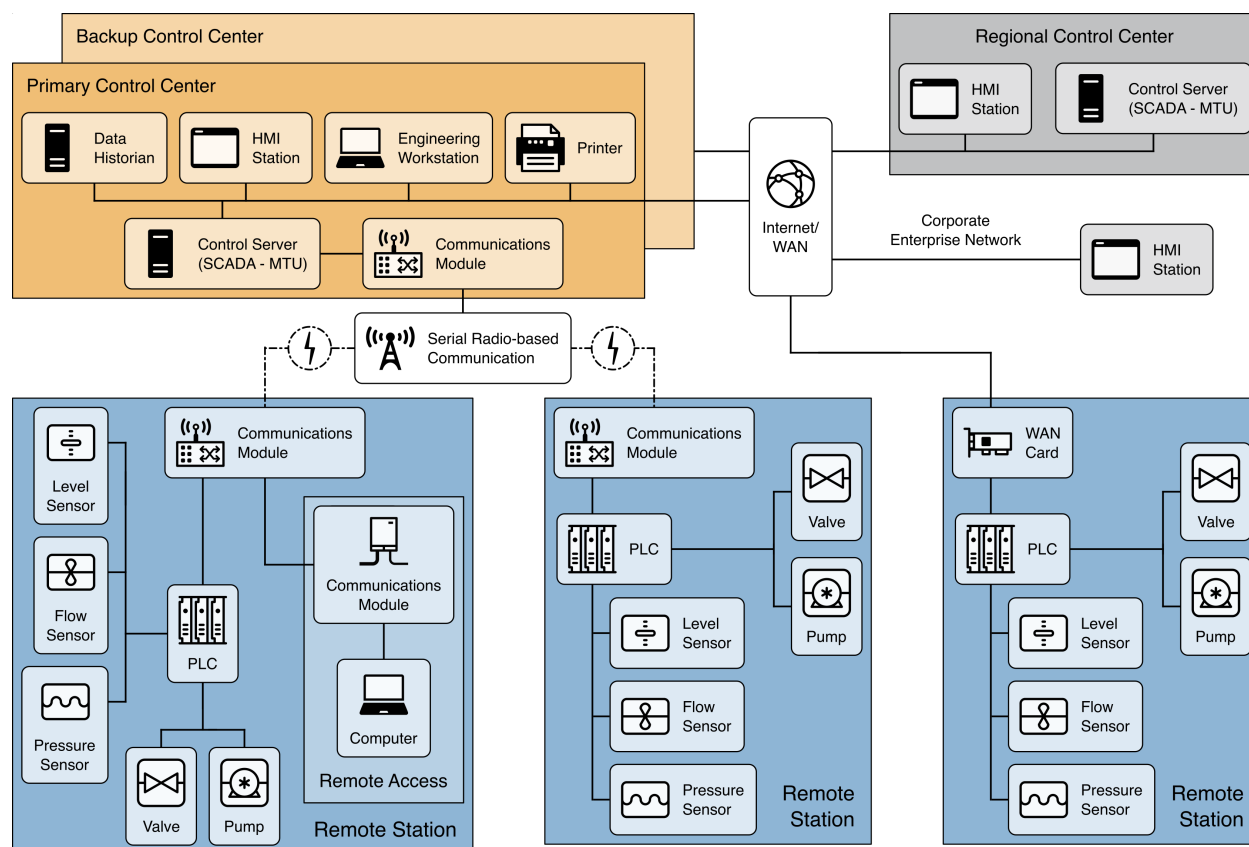 Backup Control Center
Primary Control Center
Data
Historian
HMI
Station
Engineering
Workstation
Printer
Control Server
(SCADA - MTU)
Communications
Module
Regional Control Center
HMI
Station
Control Server
(SCADA - MTU)
Internet/
WAN
Corporate
Enterprise Network
HMI
Station
Serial Radio-based
Communication
Level
Sensor
Flow
Sensor
Pressure
Sensor
Communications
Module
PLC
Valve
Pump
Communications
Module
Computer
Remote Access
Remote Station
Communications
Module
PLC
Valve
Pump
Level
Sensor
Flow
Sensor
Pressure
Sensor
Remote
Station
WAN
Card
PLC
Valve
Pump
Level
Sensor
Flow
Sensor
Pressure
Sensor
Remote
Station